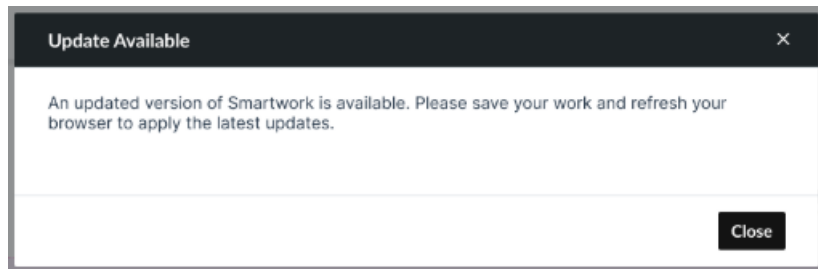 Update Available
An updated version of Smartwork is available. Please save your work and refresh your
browser to apply the latest updates.
Close